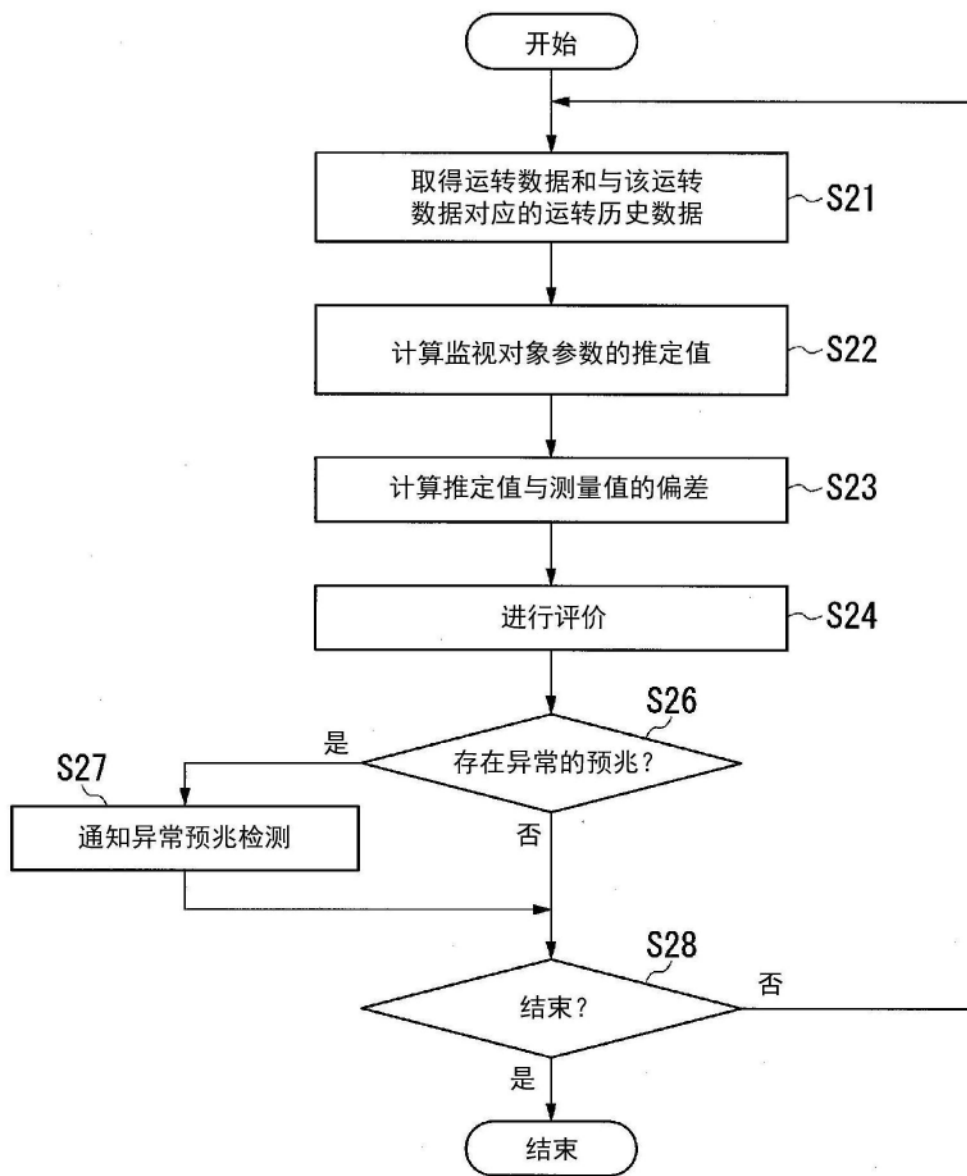 开始
取得运转数据和与该运转
数据对应的运转历史数据
S21
计算监视对象参数的推定值
S22
计算推定值与测量值的偏差
S23
进行评价
S24
S26
存在异常的预兆?
是
S27
通知异常预兆检测
否
S28
结束?
否
是
结束